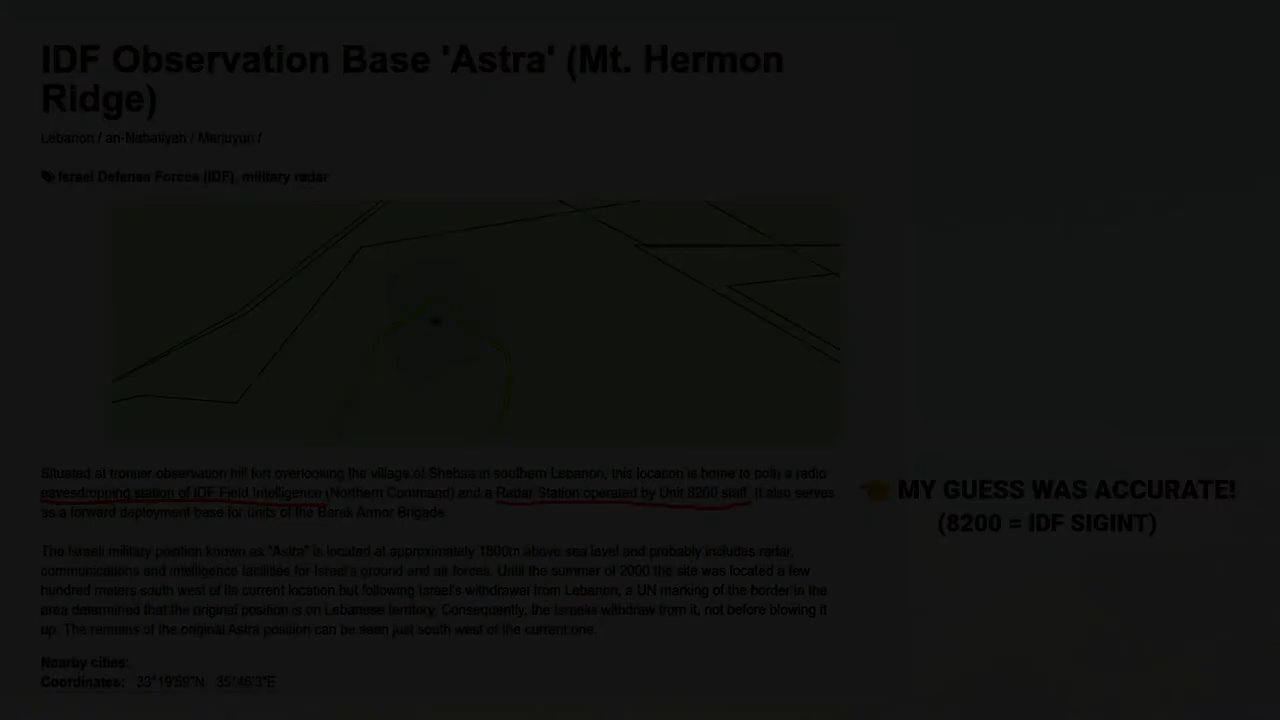 IDF Observation Base 'Astra' (Mt. Hermon
Ridge)
Lebanon / an-Nabatiyah / Marjayun /
Israel Defense Forces (IDF), military radar
Situated at frontier observation hill fort overlooking the village of Shebaa in southern Lebanon, this location is home to both a radio
eavesdropping station of IDF Field Intelligence (Northern Command) and a Radar Station operated by Unit 8200 staff. It also serves
as a forward deployment base for units of the Barak Armor Brigade.
MY GUESS WAS ACCURATE!
(8200 = IDF SIGINT)
The Israeli military position known as "Astra" is located at approximately 1800m above sea level and probably includes radar,
communications and intelligence facilities for Israel's ground and air forces. Until the summer of 2000 the site was located a few
hundred meters south west of its current location but following Israel's withdrawal from Lebanon, a UN marking of the border in the
area determined that the original position is on Lebanese territory. Consequently, the Israelis withdraw from it, not before blowing it
up. The remains of the original Astra position can be seen just south west of the current one.
Nearby cities:
Coordinates: 33°19'59"N 35°46'3"E